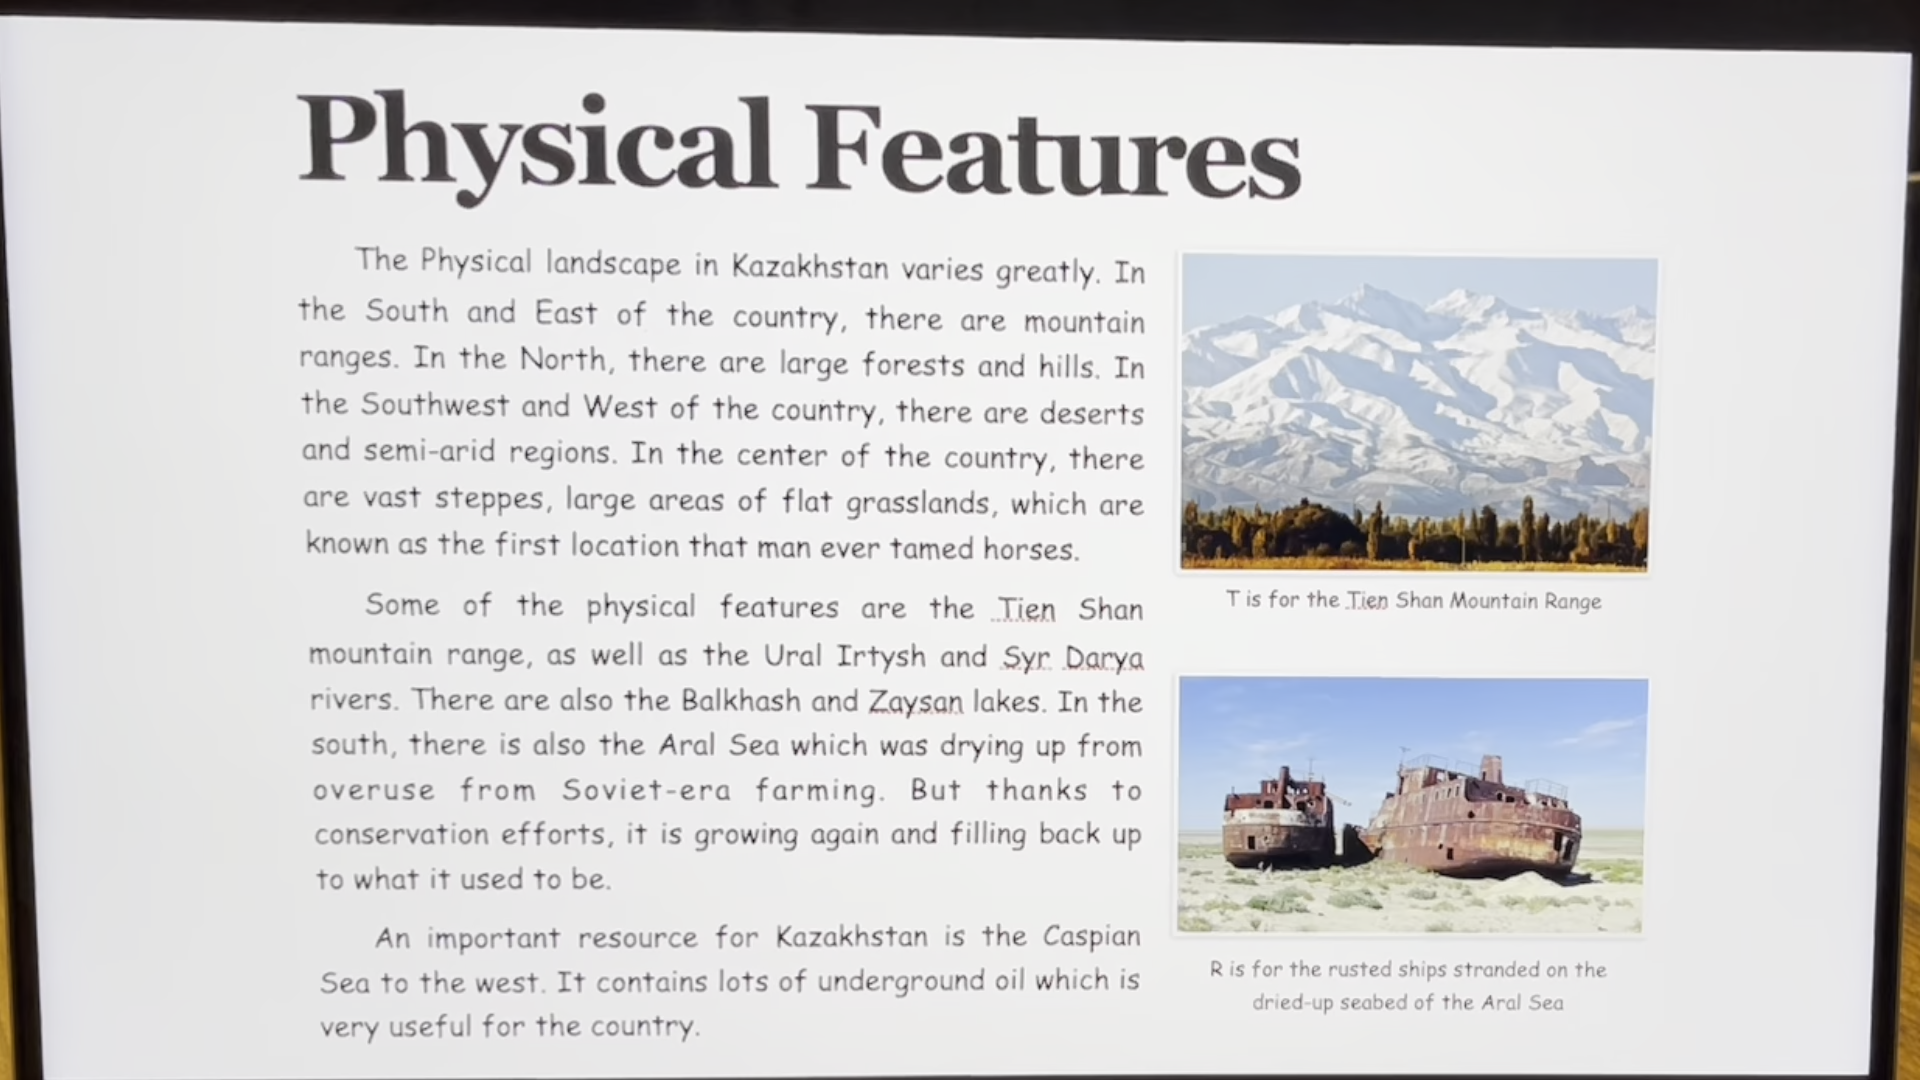 Physical Features
The Physical landscape in Kazakhstan varies greatly. In
the South and East of the country, there are mountain
ranges. In the North, there are large forests and hills. In
the Southwest and West of the country, there are deserts
and semi-arid regions. In the center of the country, there
are vast steppes, large areas of flat grasslands, which are
known as the first location that man ever tamed horses.
Some of the physical features are the Tien Shan
mountain range, as well as the Ural Irtysh and Syr Darya
rivers. There are also the Balkhash and Zaysan lakes. In the
south, there is also the Aral Sea which was drying up from
overuse from Soviet-era farming. But thanks to
conservation efforts, it is growing again and filling back up
to what it used to be.
An important resource for Kazakhstan is the Caspian
Sea to the west. It contains lots of underground oil which is
very useful for the country.
T is for the Tien Shan Mountain Range
R is for the rusted ships stranded on the
dried-up seabed of the Aral Sea